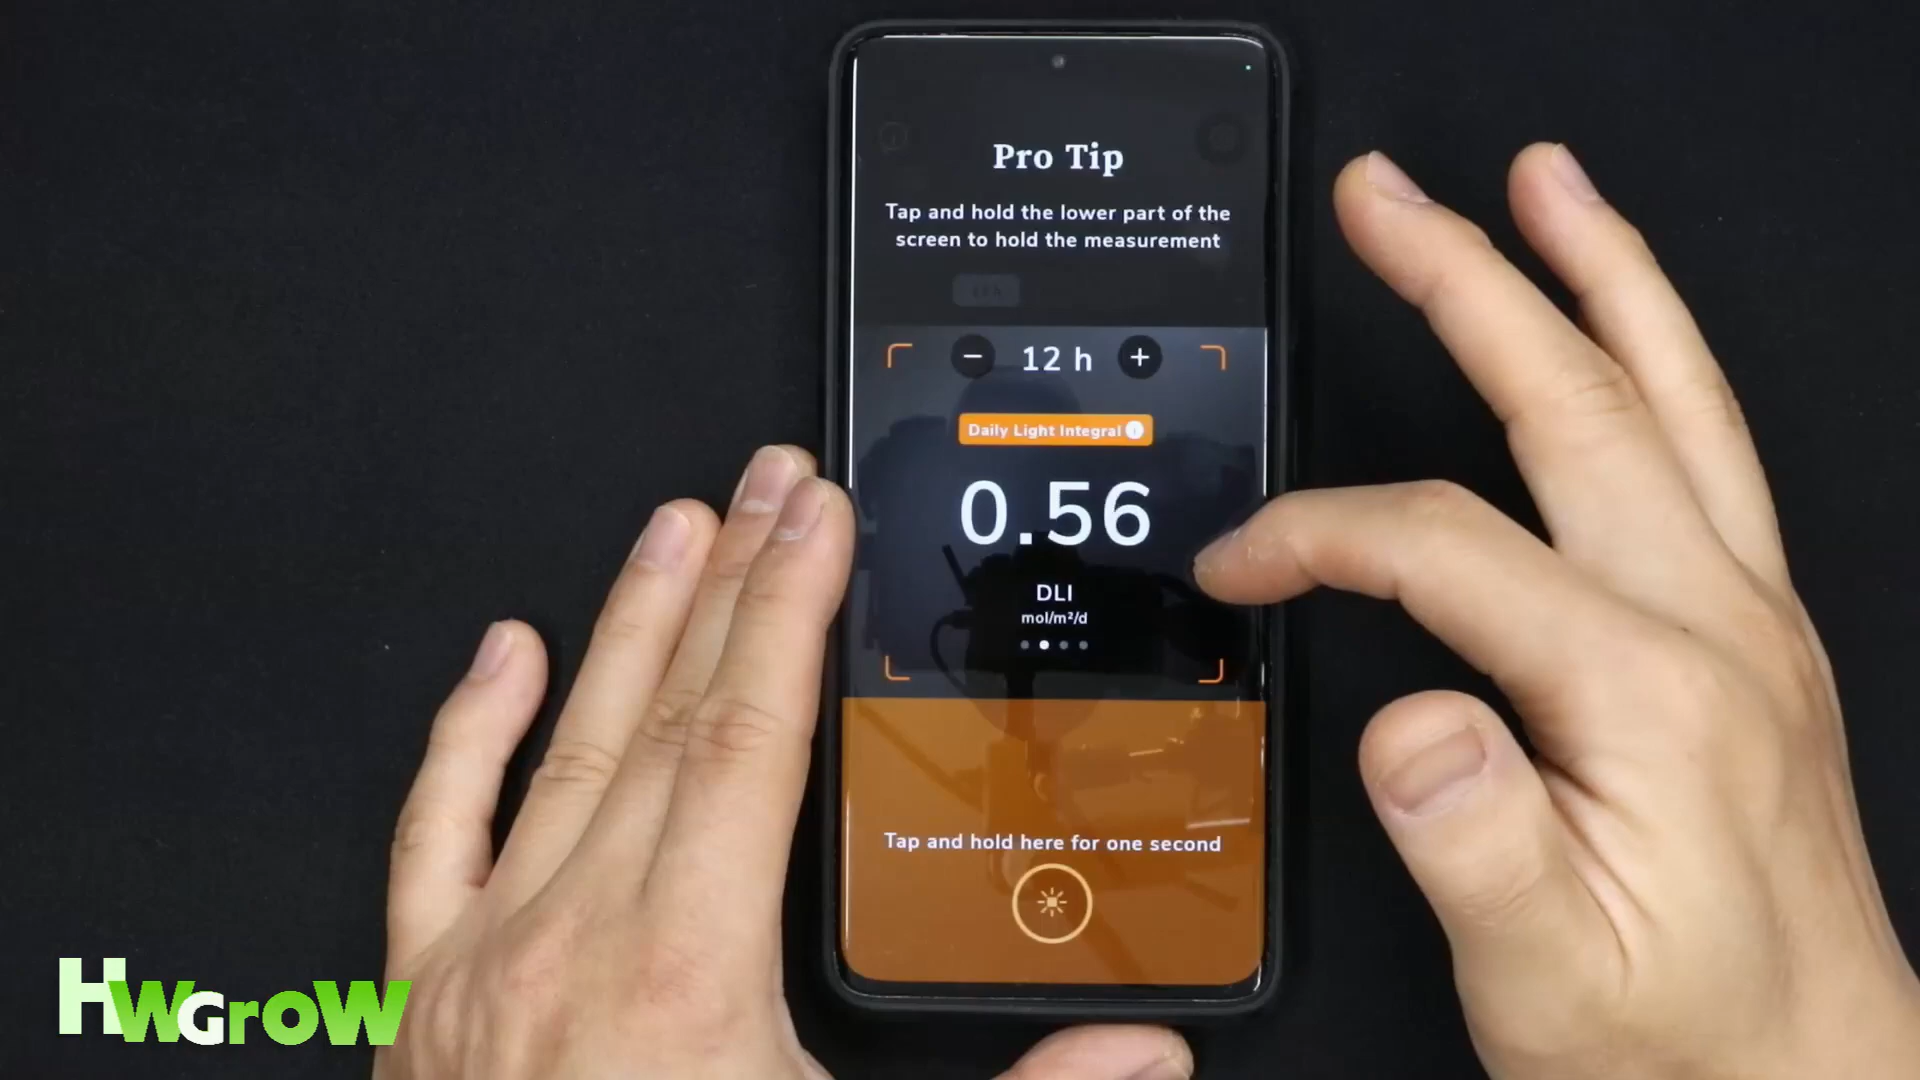 Pro Tip
Tap and hold the lower part of the
screen to hold the measurement
− 12 h +
Daily Light Integral i
0.56
DLI
mol/m²/d
Tap and hold here for one second
HWGroW